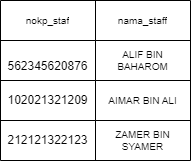 nokp_staf nama_staff
562345620876 ALIF BIN
BAHAROM
102021321209 AIMAR BIN ALI
212121322123 ZAMER BIN
SYAMER